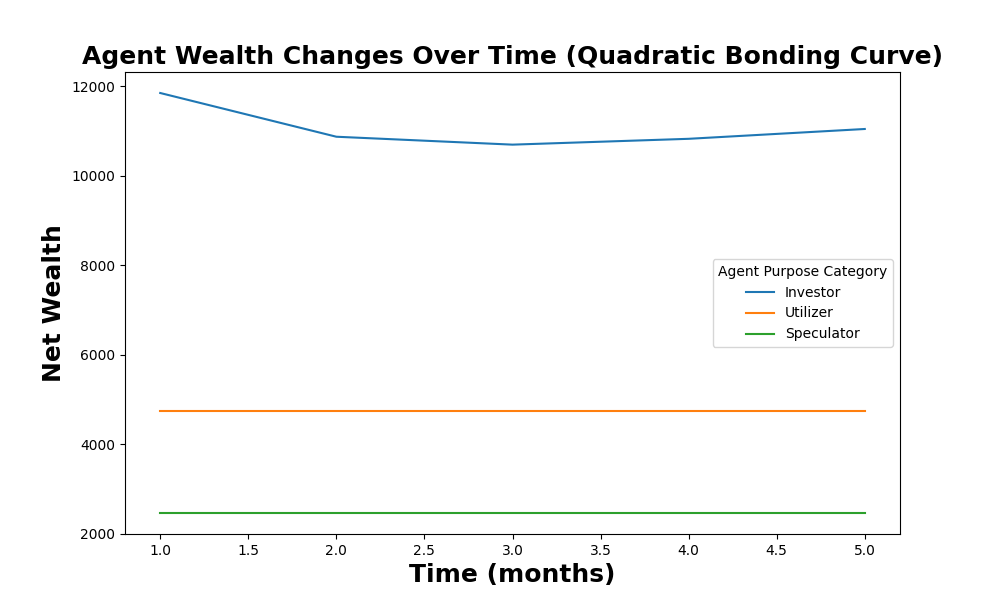 Agent Wealth Changes Over Time (Quadratic Bonding Curve)
12000
10000
8000
6000
4000
2000
Net Wealth
Agent Purpose Category
Investor
Utilizer
Speculator
1.0 1.5 2.0 2.5 3.0 3.5 4.0 4.5 5.0
Time (months)